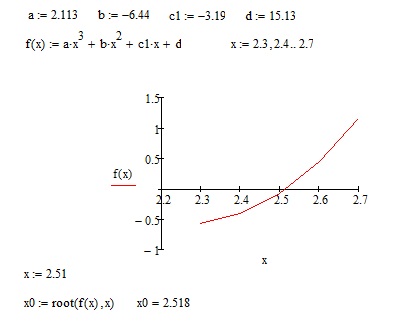 a := 2.113 b := −6.44 c1 := −3.19 d := 15.13
f(x) := a·x³ + b·x² + c1·x + d x := 2.3, 2.4.. 2.7
1.5
1
0.5
f(x)
2.2 2.3 2.4 2.5 2.6 2.7
− 0.5
− 1
x
x := 2.51
x0 := root(f(x) , x) x0 = 2.518